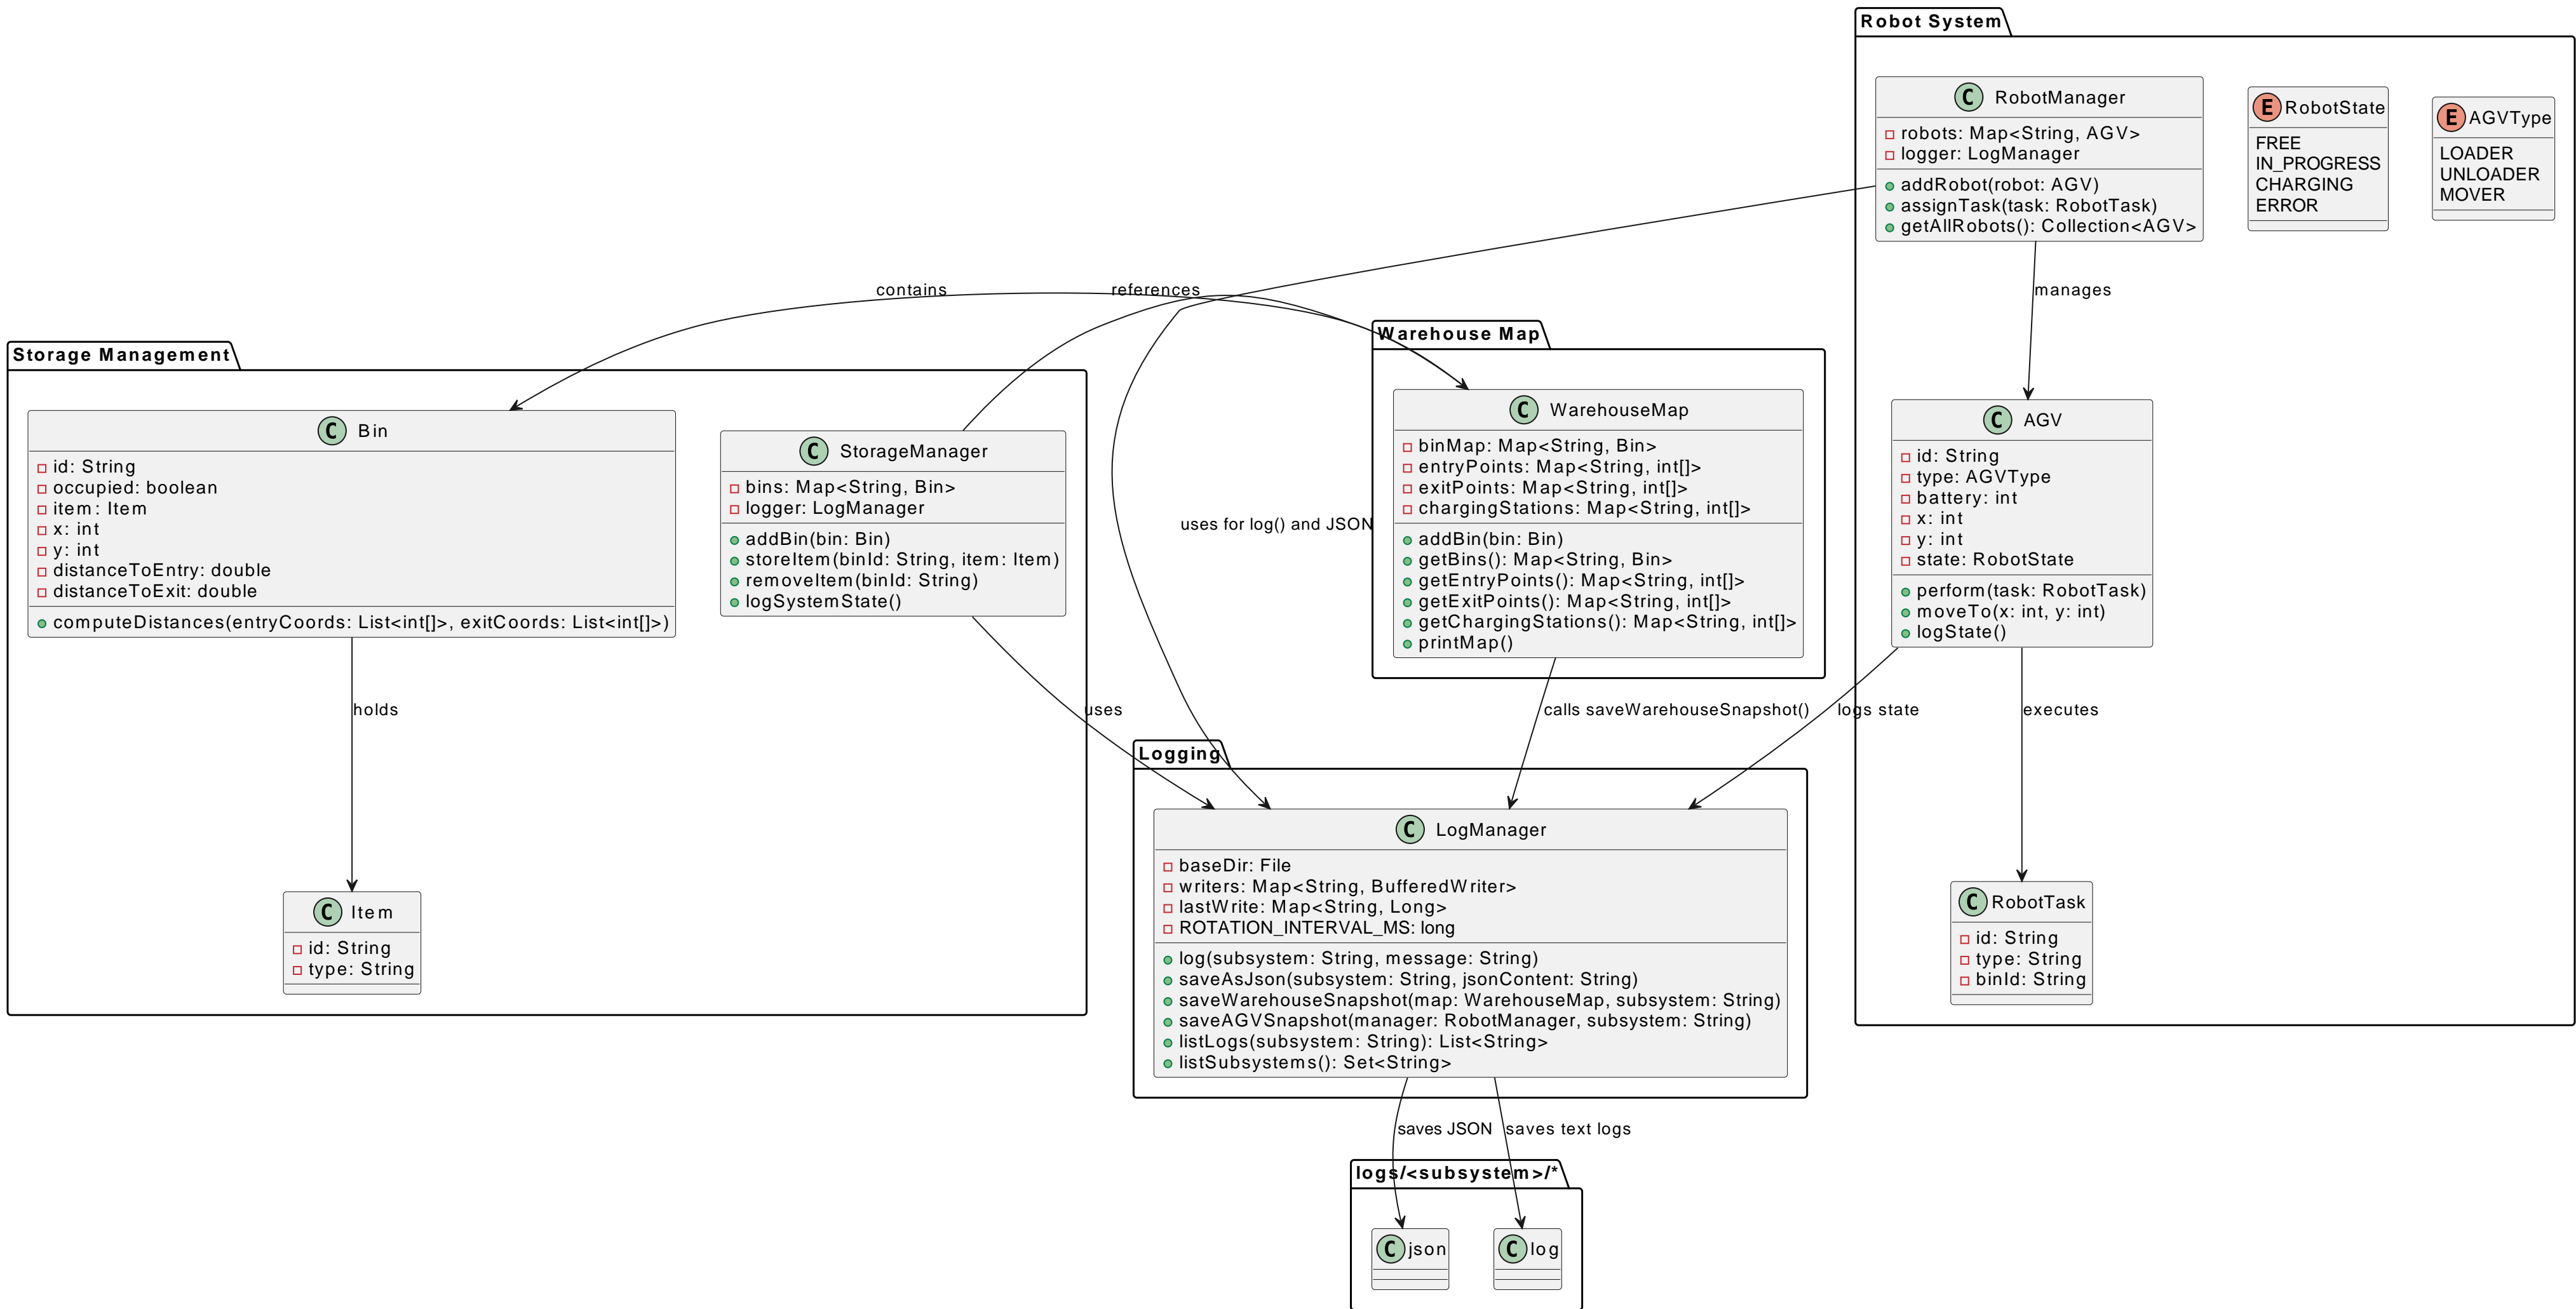 Robot System
C RobotManager
robots: Map<String, AGV>
logger: LogManager
addRobot(robot: AGV)
assignTask(task: RobotTask)
getAllRobots(): Collection<AGV>
E RobotState
FREE
IN_PROGRESS
CHARGING
ERROR
E AGVType
LOADER
UNLOADER
MOVER
contains
references
manages
Storage Management
C Bin
id: String
occupied: boolean
item: Item
x: int
y: int
distanceToEntry: double
distanceToExit: double
computeDistances(entryCoords: List<int[]>, exitCoords: List<int[]>)
C StorageManager
bins: Map<String, Bin>
logger: LogManager
addBin(bin: Bin)
storeItem(binId: String, item: Item)
removeItem(binId: String)
logSystemState()
uses for log() and JSON
Warehouse Map
C WarehouseMap
binMap: Map<String, Bin>
entryPoints: Map<String, int[]>
exitPoints: Map<String, int[]>
chargingStations: Map<String, int[]>
addBin(bin: Bin)
getBins(): Map<String, Bin>
getEntryPoints(): Map<String, int[]>
getExitPoints(): Map<String, int[]>
getChargingStations(): Map<String, int[]>
printMap()
C AGV
id: String
type: AGVType
battery: int
x: int
y: int
state: RobotState
perform(task: RobotTask)
moveTo(x: int, y: int)
logState()
holds
uses
calls saveWarehouseSnapshot()
logs state
executes
C Item
id: String
type: String
Logging
C LogManager
baseDir: File
writers: Map<String, BufferedWriter>
lastWrite: Map<String, Long>
ROTATION_INTERVAL_MS: long
log(subsystem: String, message: String)
saveAsJson(subsystem: String, jsonContent: String)
saveWarehouseSnapshot(map: WarehouseMap, subsystem: String)
saveAGVSnapshot(manager: RobotManager, subsystem: String)
listLogs(subsystem: String): List<String>
listSubsystems(): Set<String>
C RobotTask
id: String
type: String
binId: String
saves JSON
saves text logs
logs/<subsystem>/*
C json
C log